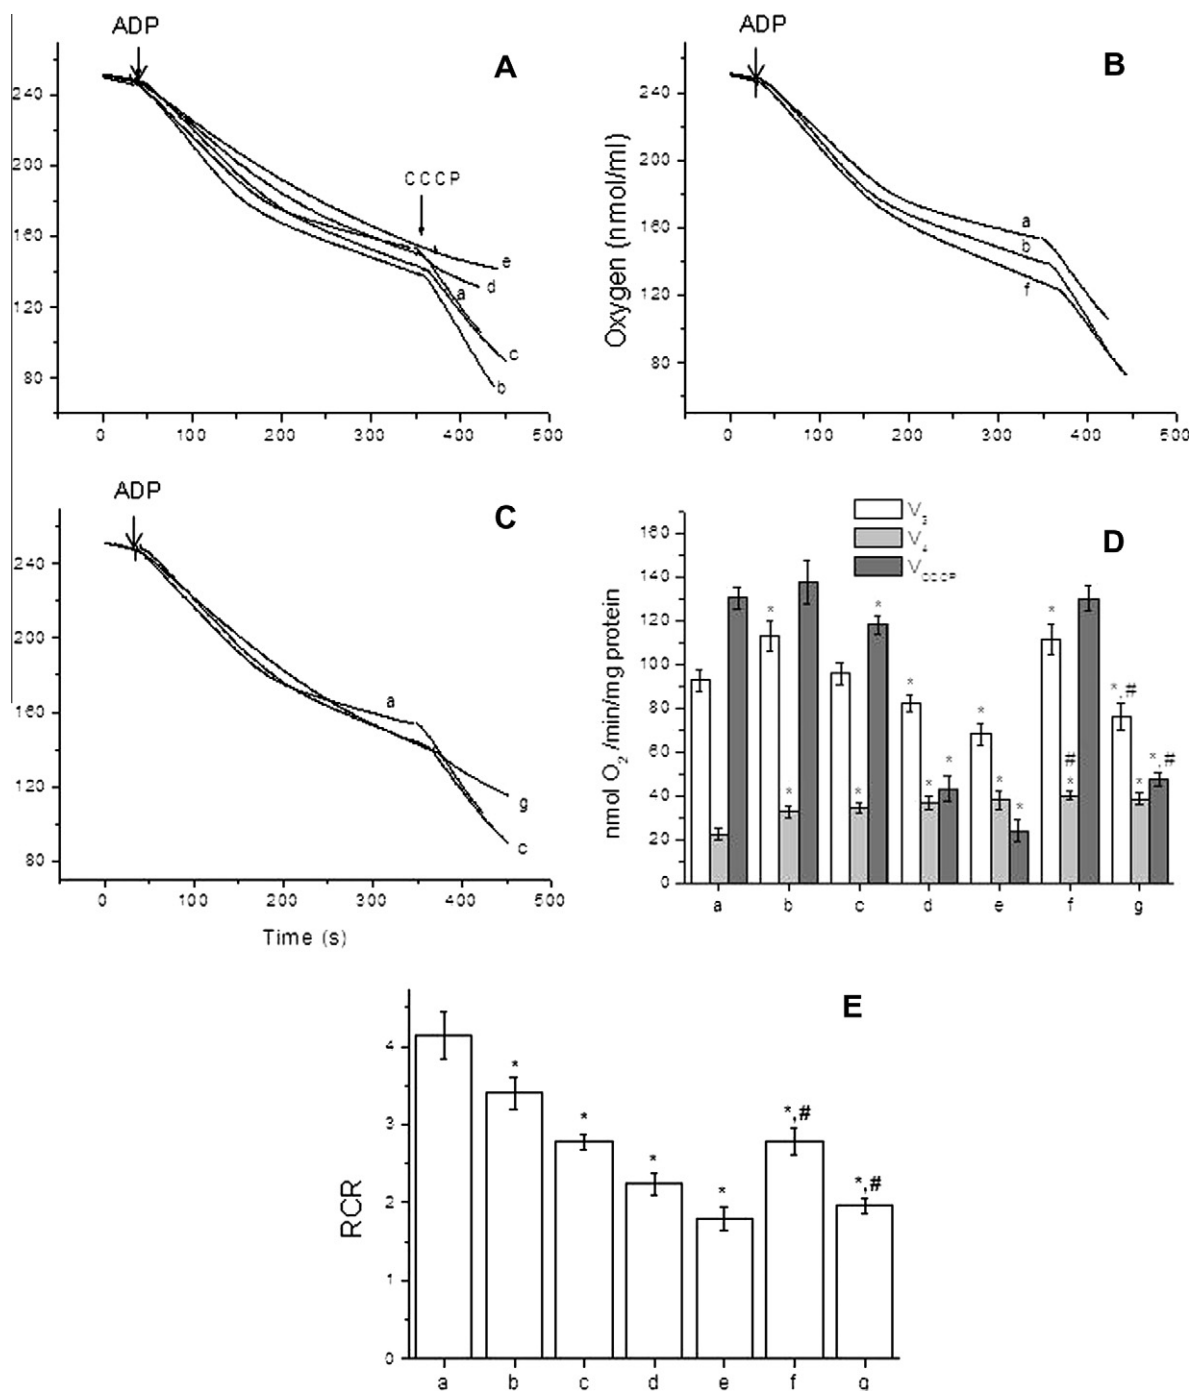 ADP
A
240
200
160
120
80
CCCP
e
d
a
c
b
0 100 200 300 400 500
ADP
B
Oxygen (nmol/ml)
240
200
160
120
80
a
b
f
0 100 200 300 400 500
ADP
C
240
200
160
120
80
a
g
c
0 100 200 300 400 500
Time (s)
V3
V4
VCCCP
D
nmol O2 /min/mg protein
160
140
120
100
80
60
40
20
0
*
*
*
*
*
*
*
*
*
*
*
#
*
*,#
*
*,#
a b c d e f g
E
RCR
4
3
2
1
0
*
*
*
*
*,#
*,#
a b c d e f g